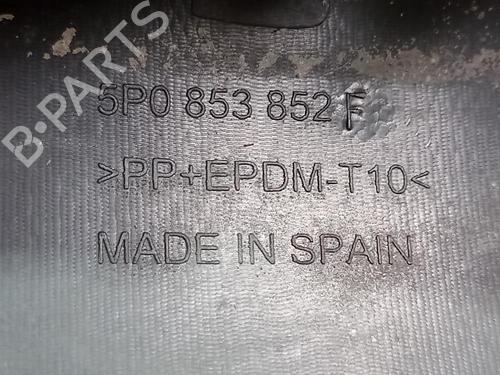 B-PARTS
5P0 853 852 F
>PP+EPDM-T10<
MADE IN SPAIN